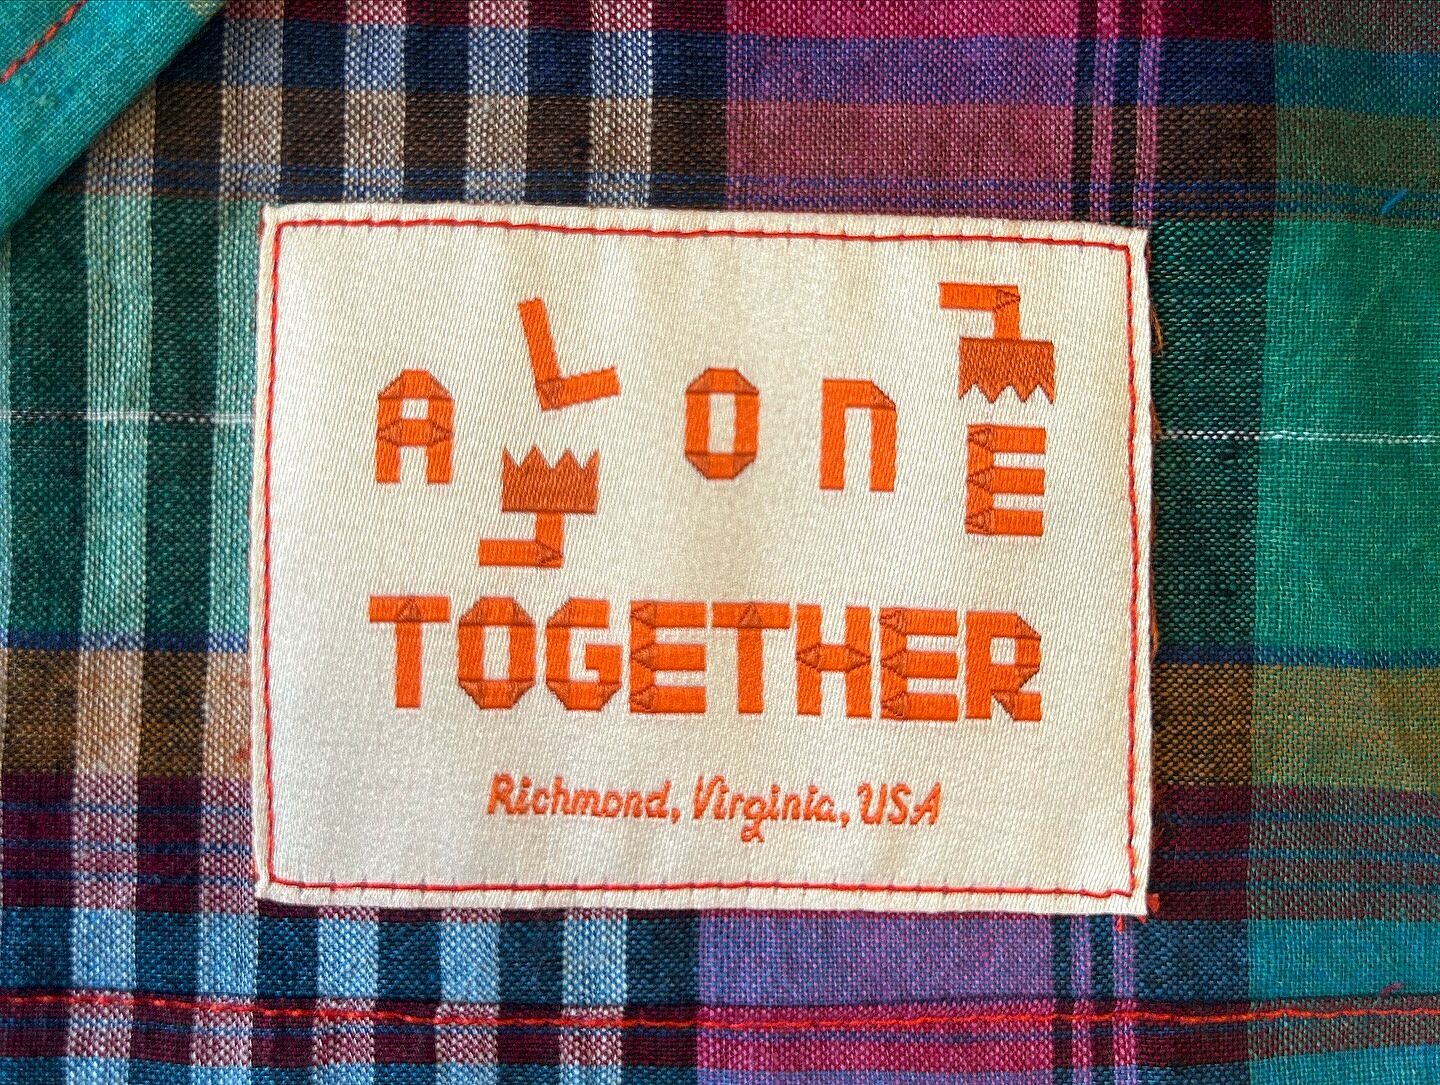 ALOnE
TOGETHER
Richmond, Virginia, USA